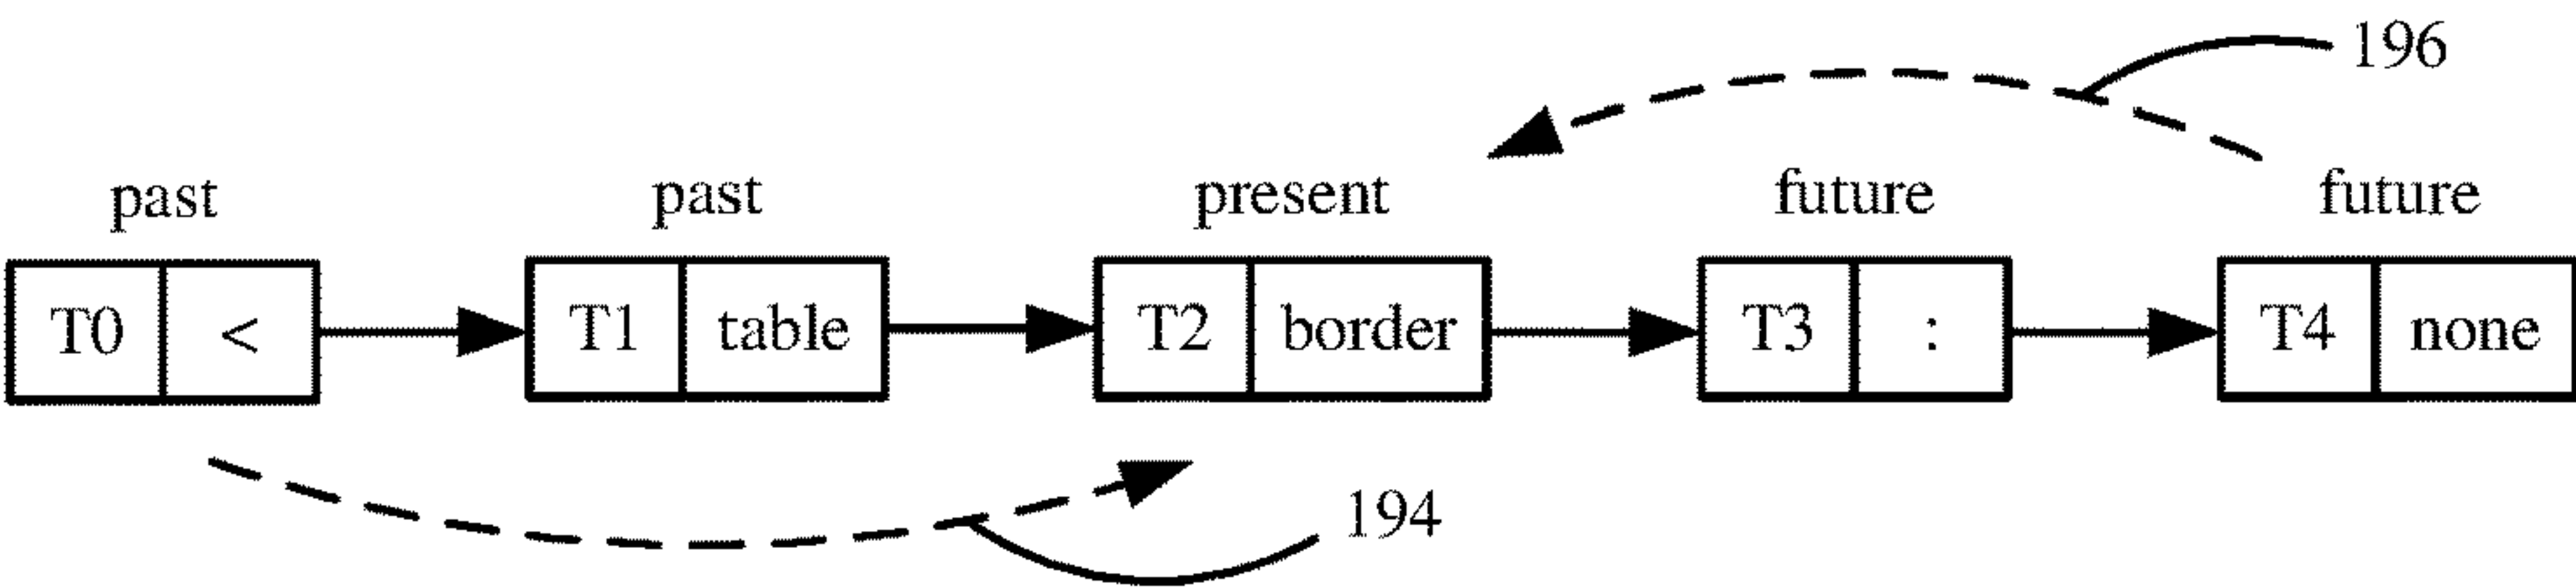 196
past past present future future
T0 < T1 table T2 border T3 : T4 none
194